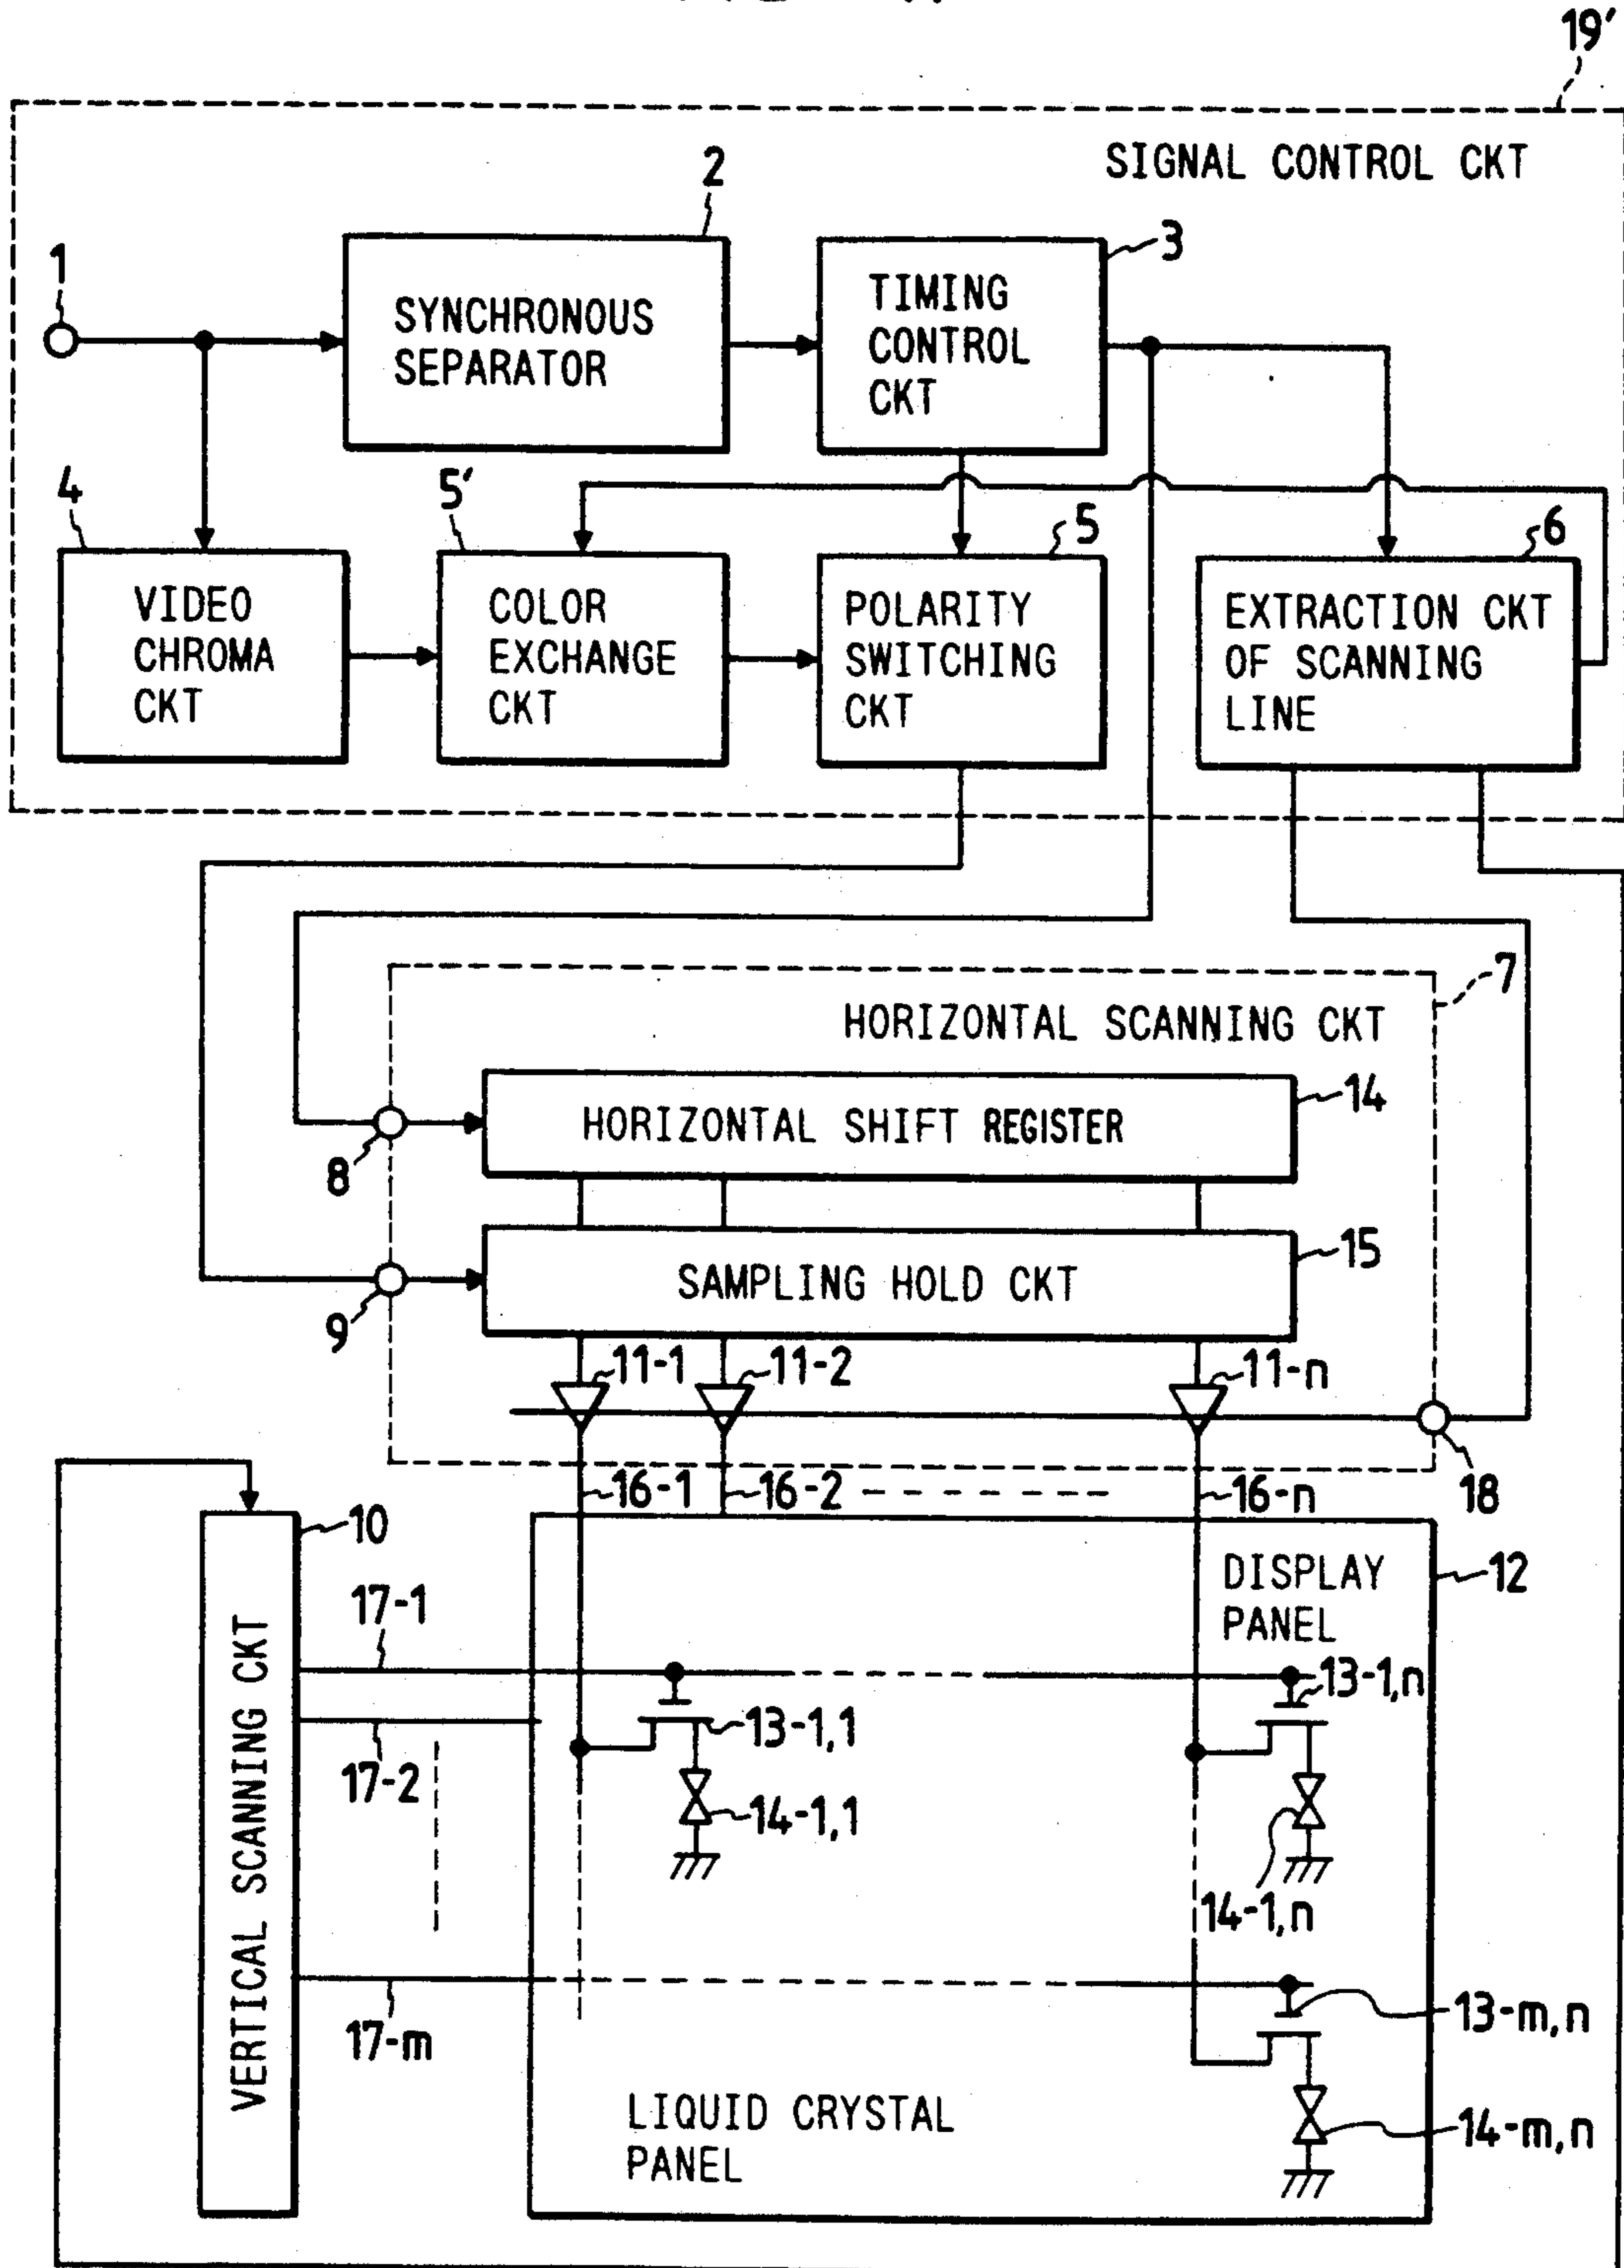 19'
SIGNAL CONTROL CKT
2
3
1
SYNCHRONOUS
SEPARATOR
TIMING
CONTROL
CKT
4
5'
5
6
VIDEO
CHROMA
CKT
COLOR
EXCHANGE
CKT
POLARITY
SWITCHING
CKT
EXTRACTION CKT
OF SCANNING
LINE
7
HORIZONTAL SCANNING CKT
14
HORIZONTAL SHIFT REGISTER
8
15
SAMPLING HOLD CKT
9
11-1
11-2
11-n
18
16-1
16-2
16-n
10
DISPLAY
PANEL
12
17-1
13-1,n
13-1,1
17-2
14-1,1
14-1,n
VERTICAL SCANNING CKT
17-m
13-m,n
LIQUID CRYSTAL
PANEL
14-m,n